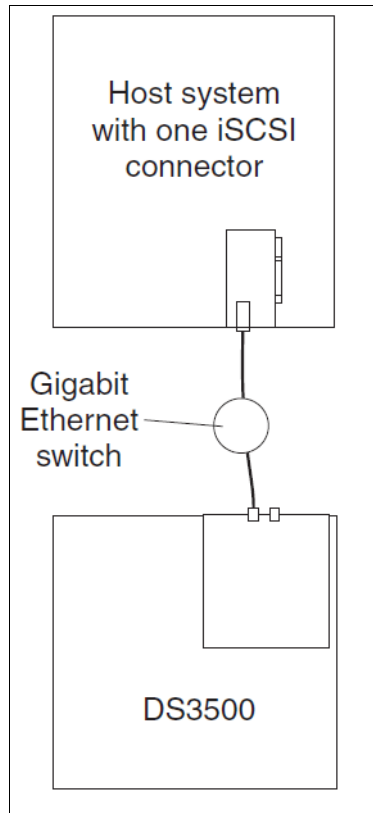 Host system
with one iSCSI
connector
Gigabit
Ethernet
switch
DS3500